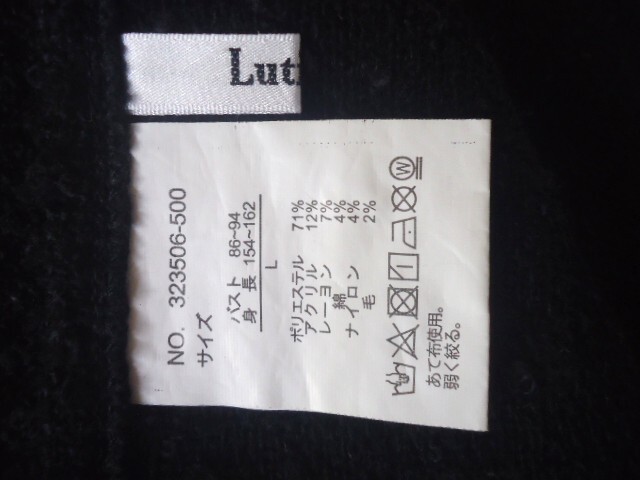 Lut
NO. 323506-500
サイズ
バスト 86~94
身 長 154~162
L
ポリエステル 71%
アクリル 12%
レーヨン 7%
綿 4%
ナイロン 4%
毛 2%
W
あて布使用。
弱く絞る。